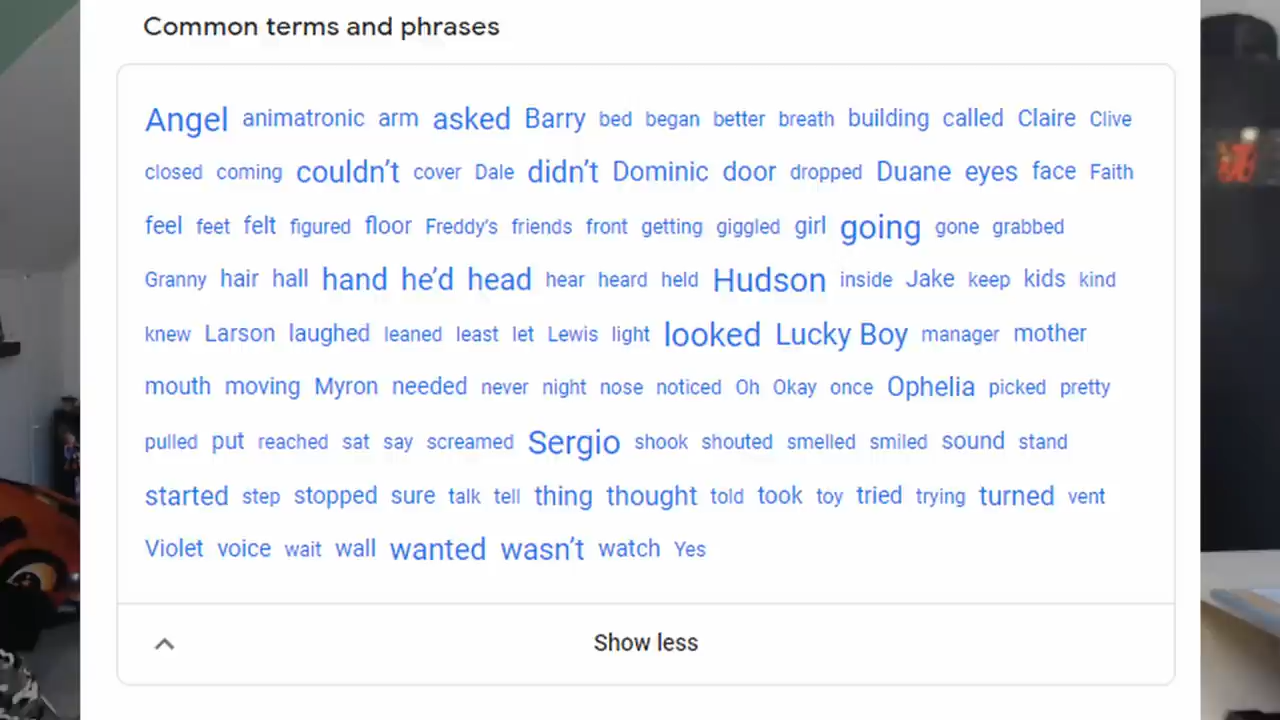 Common terms and phrases
Angel animatronic arm asked Barry bed began better breath building called Claire Clive
closed coming couldn't cover Dale didn't Dominic door dropped Duane eyes face Faith
feel feet felt figured floor Freddy's friends front getting giggled girl going gone grabbed
Granny hair hall hand he'd head hear heard held Hudson inside Jake keep kids kind
knew Larson laughed leaned least let Lewis light looked Lucky Boy manager mother
mouth moving Myron needed never night nose noticed Oh Okay once Ophelia picked pretty
pulled put reached sat say screamed Sergio shook shouted smelled smiled sound stand
started step stopped sure talk tell thing thought told took toy tried trying turned vent
Violet voice wait wall wanted wasn't watch Yes
Show less